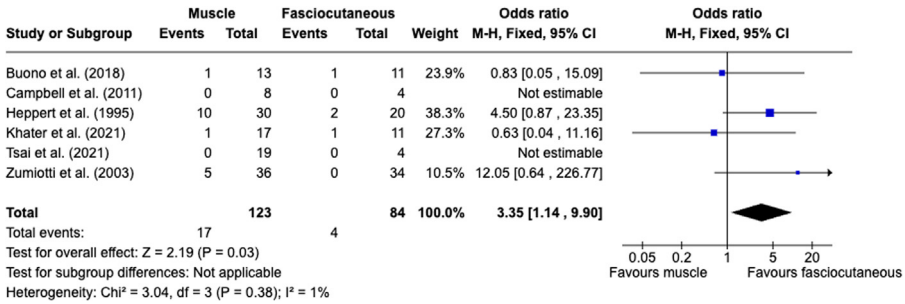 Muscle Fasciocutaneous Odds ratio Odds ratio
Study or Subgroup Events Total Events Total Weight M-H, Fixed, 95% CI M-H, Fixed, 95% CI
Buono et al. (2018) 1 13 1 11 23.9% 0.83 [0.05 , 15.09]
Campbell et al. (2011) 0 8 0 4 Not estimable
Heppert et al. (1995) 10 30 2 20 38.3% 4.50 [0.87 , 23.35]
Khater et al. (2021) 1 17 1 11 27.3% 0.63 [0.04 , 11.16]
Tsai et al. (2021) 0 19 0 4 Not estimable
Zumiotti et al. (2003) 5 36 0 34 10.5% 12.05 [0.64 , 226.77]
Total 123 84 100.0% 3.35 [1.14 , 9.90]
Total events: 17 4
Test for overall effect: Z = 2.19 (P = 0.03) 0.05 0.2 1 5 20
Test for subgroup differences: Not applicable Favours muscle Favours fasciocutaneous
Heterogeneity: Chi² = 3.04, df = 3 (P = 0.38); I² = 1%